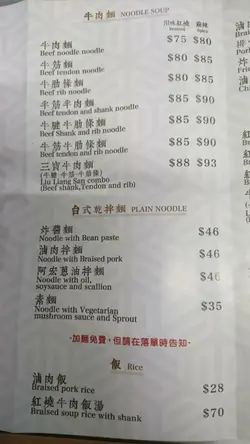 牛肉麵 NOODLE SOUP
川味紅燒 麻辣
Braised Spicy
牛肉麵 $75 $80
Beef noodle noodle
牛筋麵 $80 $85
Beef tendon noodle
牛肋條麵 $80 $85
Beef rib noodle
半筋半肉麵 $85 $90
Beef tendon and shank noodle
牛腱牛肋條麵 $85 $90
Beef Shank and rib noodle
牛筋牛肋條麵 $85 $90
Beef tendon and rib noodle
三寶牛肉麵 $88 $93
(牛腱 牛筋 牛肋條)
Liu Liang San combo
(Beef shank,Tendon and rib)
台式乾拌麵 PLAIN NOODLE
炸醬麵 $46
Noodle with Bean paste
滷肉拌麵 $46
Noodle with Braised pork
阿宏蔥油拌麵 $46
Noodle with oil,
soysauce and scallion
素麵 $35
Noodle with Vegetarian
mushroom sauce and Sprout
·加麵免費,但請在落單時告知·
飯 Rice
滷肉飯 $28
Braised pork rice
紅燒牛肉飯湯 $70
Braised soup rice with shank